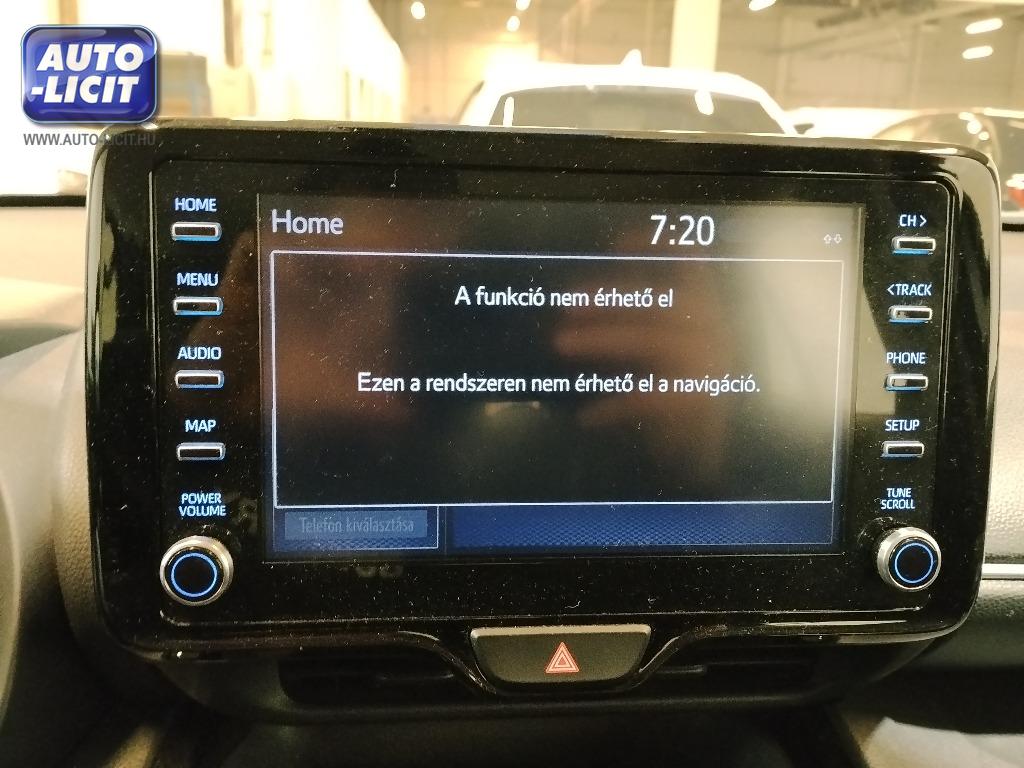 AUTO
-LICIT
WWW.AUTO-LICIT.HU
HOME
MENU
AUDIO
MAP
POWER
VOLUME
Home
7:20
A funkció nem érhető el
Ezen a rendszeren nem érhető el a navigáció.
Telefon kiválasztása
CH >
<TRACK
PHONE
SETUP
TUNE
SCROLL